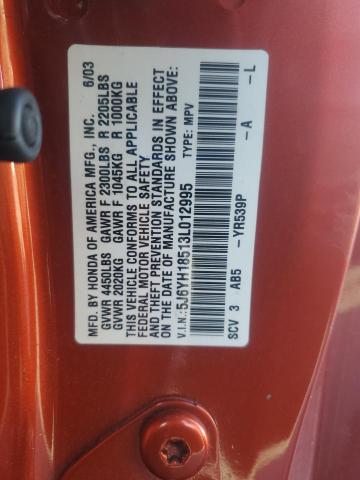 MFD. BY HONDA OF AMERICA MFG., INC. 6/03
GVWR 4450LBS GAWR F 2300LBS R 2205LBS
GVWR 2020KG GAWR F 1045KG R 1000KG
THIS VEHICLE CONFORMS TO ALL APPLICABLE
FEDERAL MOTOR VEHICLE SAFETY
AND THEFT PREVENTION STANDARDS IN EFFECT
ON THE DATE OF MANUFACTURE SHOWN ABOVE.
V.I.N.: 5J6YH18513L012995 TYPE: MPV
SCV 3 AB5 -YR539P -A -L